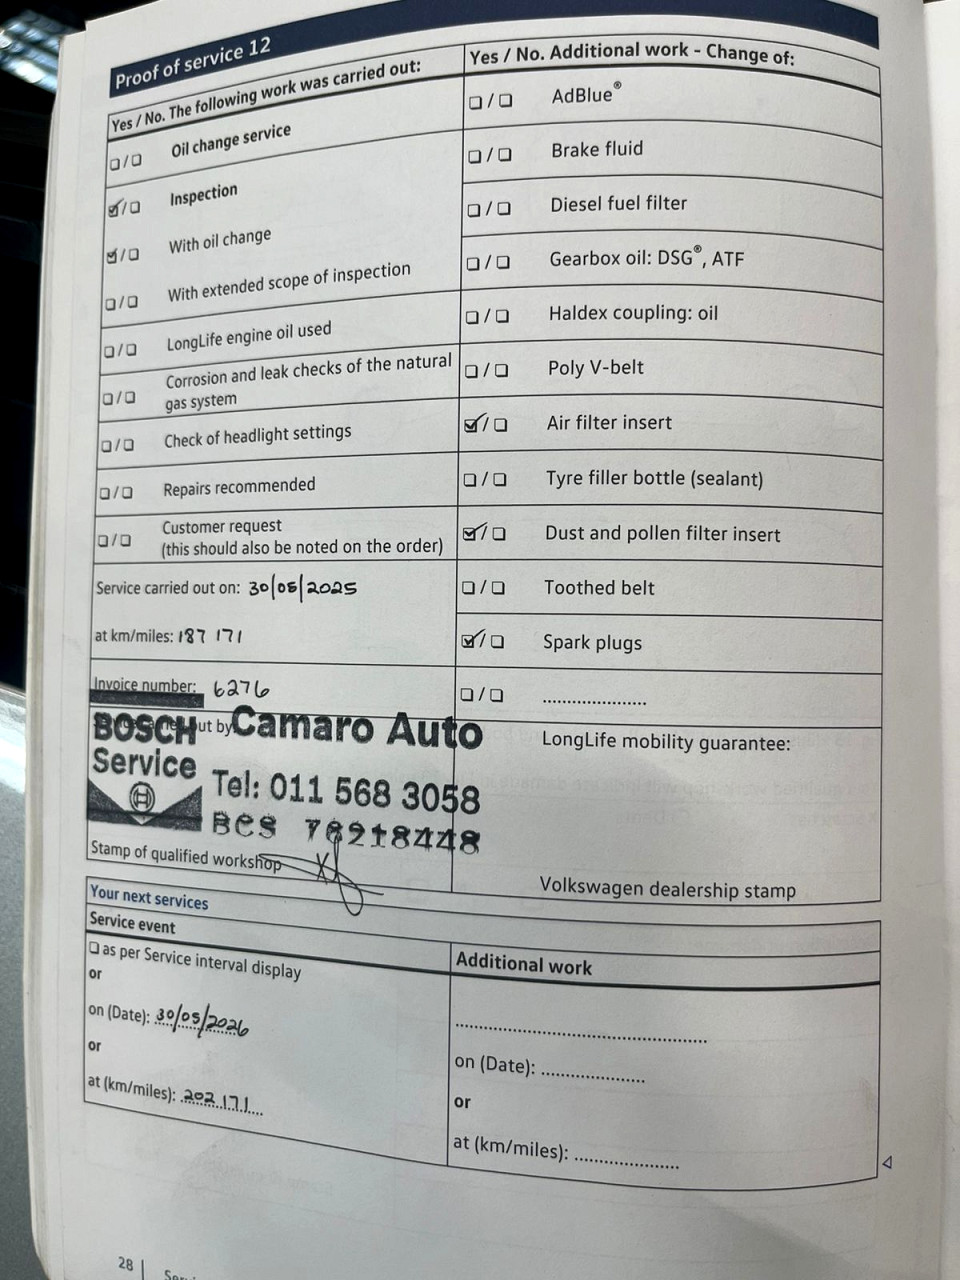 Proof of service 12
Yes / No. The following work was carried out:
❏ / ❏ Oil change service
☑ / ❏ Inspection
☑ / ❏ With oil change
❏ / ❏ With extended scope of inspection
❏ / ❏ LongLife engine oil used
❏ / ❏ Corrosion and leak checks of the natural
gas system
❏ / ❏ Check of headlight settings
❏ / ❏ Repairs recommended
❏ / ❏ Customer request
(this should also be noted on the order)
Service carried out on: 30/05/2025
at km/miles: 187 171
Invoice number: 6276
out by
BOSCH
Service
Camaro Auto
Tel: 011 568 3058
BCS 78218448
Stamp of qualified workshop
Yes / No. Additional work - Change of:
❏ / ❏ AdBlue®
❏ / ❏ Brake fluid
❏ / ❏ Diesel fuel filter
❏ / ❏ Gearbox oil: DSG®, ATF
❏ / ❏ Haldex coupling: oil
❏ / ❏ Poly V-belt
☑ / ❏ Air filter insert
❏ / ❏ Tyre filler bottle (sealant)
☑ / ❏ Dust and pollen filter insert
❏ / ❏ Toothed belt
☑ / ❏ Spark plugs
❏ / ❏ ......................
LongLife mobility guarantee:
Volkswagen dealership stamp
Your next services
Service event
❏ as per Service interval display
or
on (Date): 30/05/2026
or
at (km/miles): 202 171
Additional work
.....................................................
on (Date): ......................
or
at (km/miles): ......................
28